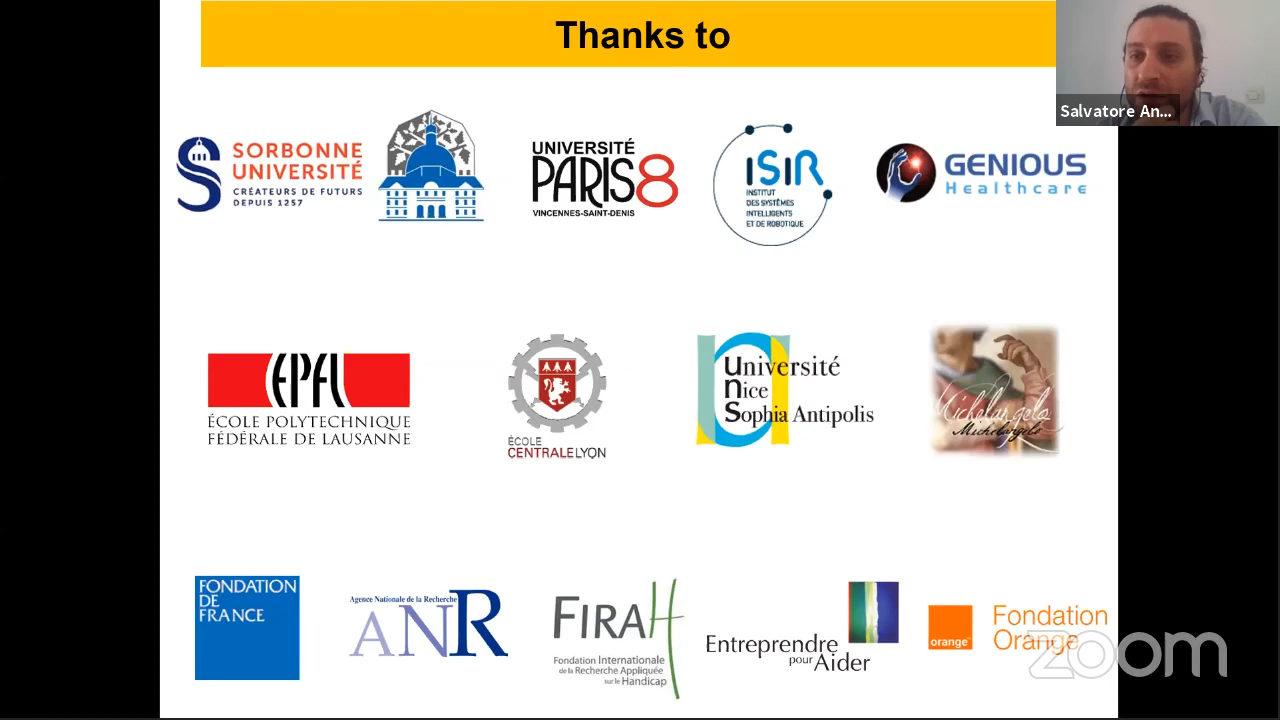 Thanks to
Salvatore An...
SORBONNE
UNIVERSITÉ
CRÉATEURS DE FUTURS
DEPUIS 1257
UNIVERSITÉ
PARIS8
VINCENNES-SAINT-DENIS
ISIR
INSTITUT
DES SYSTÈMES
INTELLIGENTS
ET DE ROBOTIQUE
GENIOUS
Healthcare
EPFL
ÉCOLE POLYTECHNIQUE
FÉDÉRALE DE LAUSANNE
ÉCOLE
CENTRALELYON
Université
Nice
Sophia Antipolis
Michelangelo
Michelangelo
FONDATION
DE
FRANCE
Agence Nationale de la Recherche
ANR
FIRAH
Fondation Internationale
de la Recherche Appliquée
sur le Handicap
Entreprendre
pour Aider
orange™
Fondation
Orange
zoom